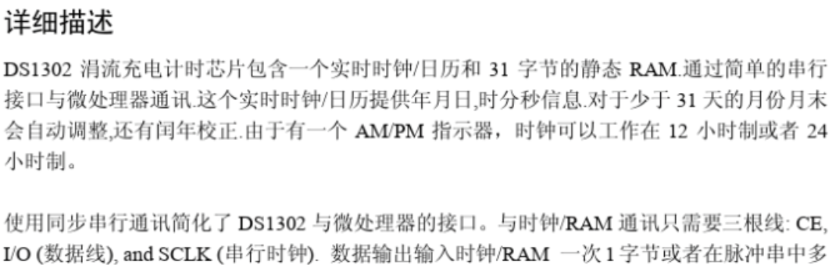 详细描述
DS1302 涓流充电计时芯片包含一个实时时钟/日历和 31 字节的静态 RAM.通过简单的串行
接口与微处理器通讯.这个实时时钟/日历提供年月日,时分秒信息.对于少于 31 天的月份月末
会自动调整,还有闰年校正.由于有一个 AM/PM 指示器，时钟可以工作在 12 小时制或者 24
小时制。
使用同步串行通讯简化了 DS1302 与微处理器的接口。与时钟/RAM 通讯只需要三根线: CE,
I/O (数据线), and SCLK (串行时钟). 数据输出输入时钟/RAM 一次1字节或者在脉冲串中多